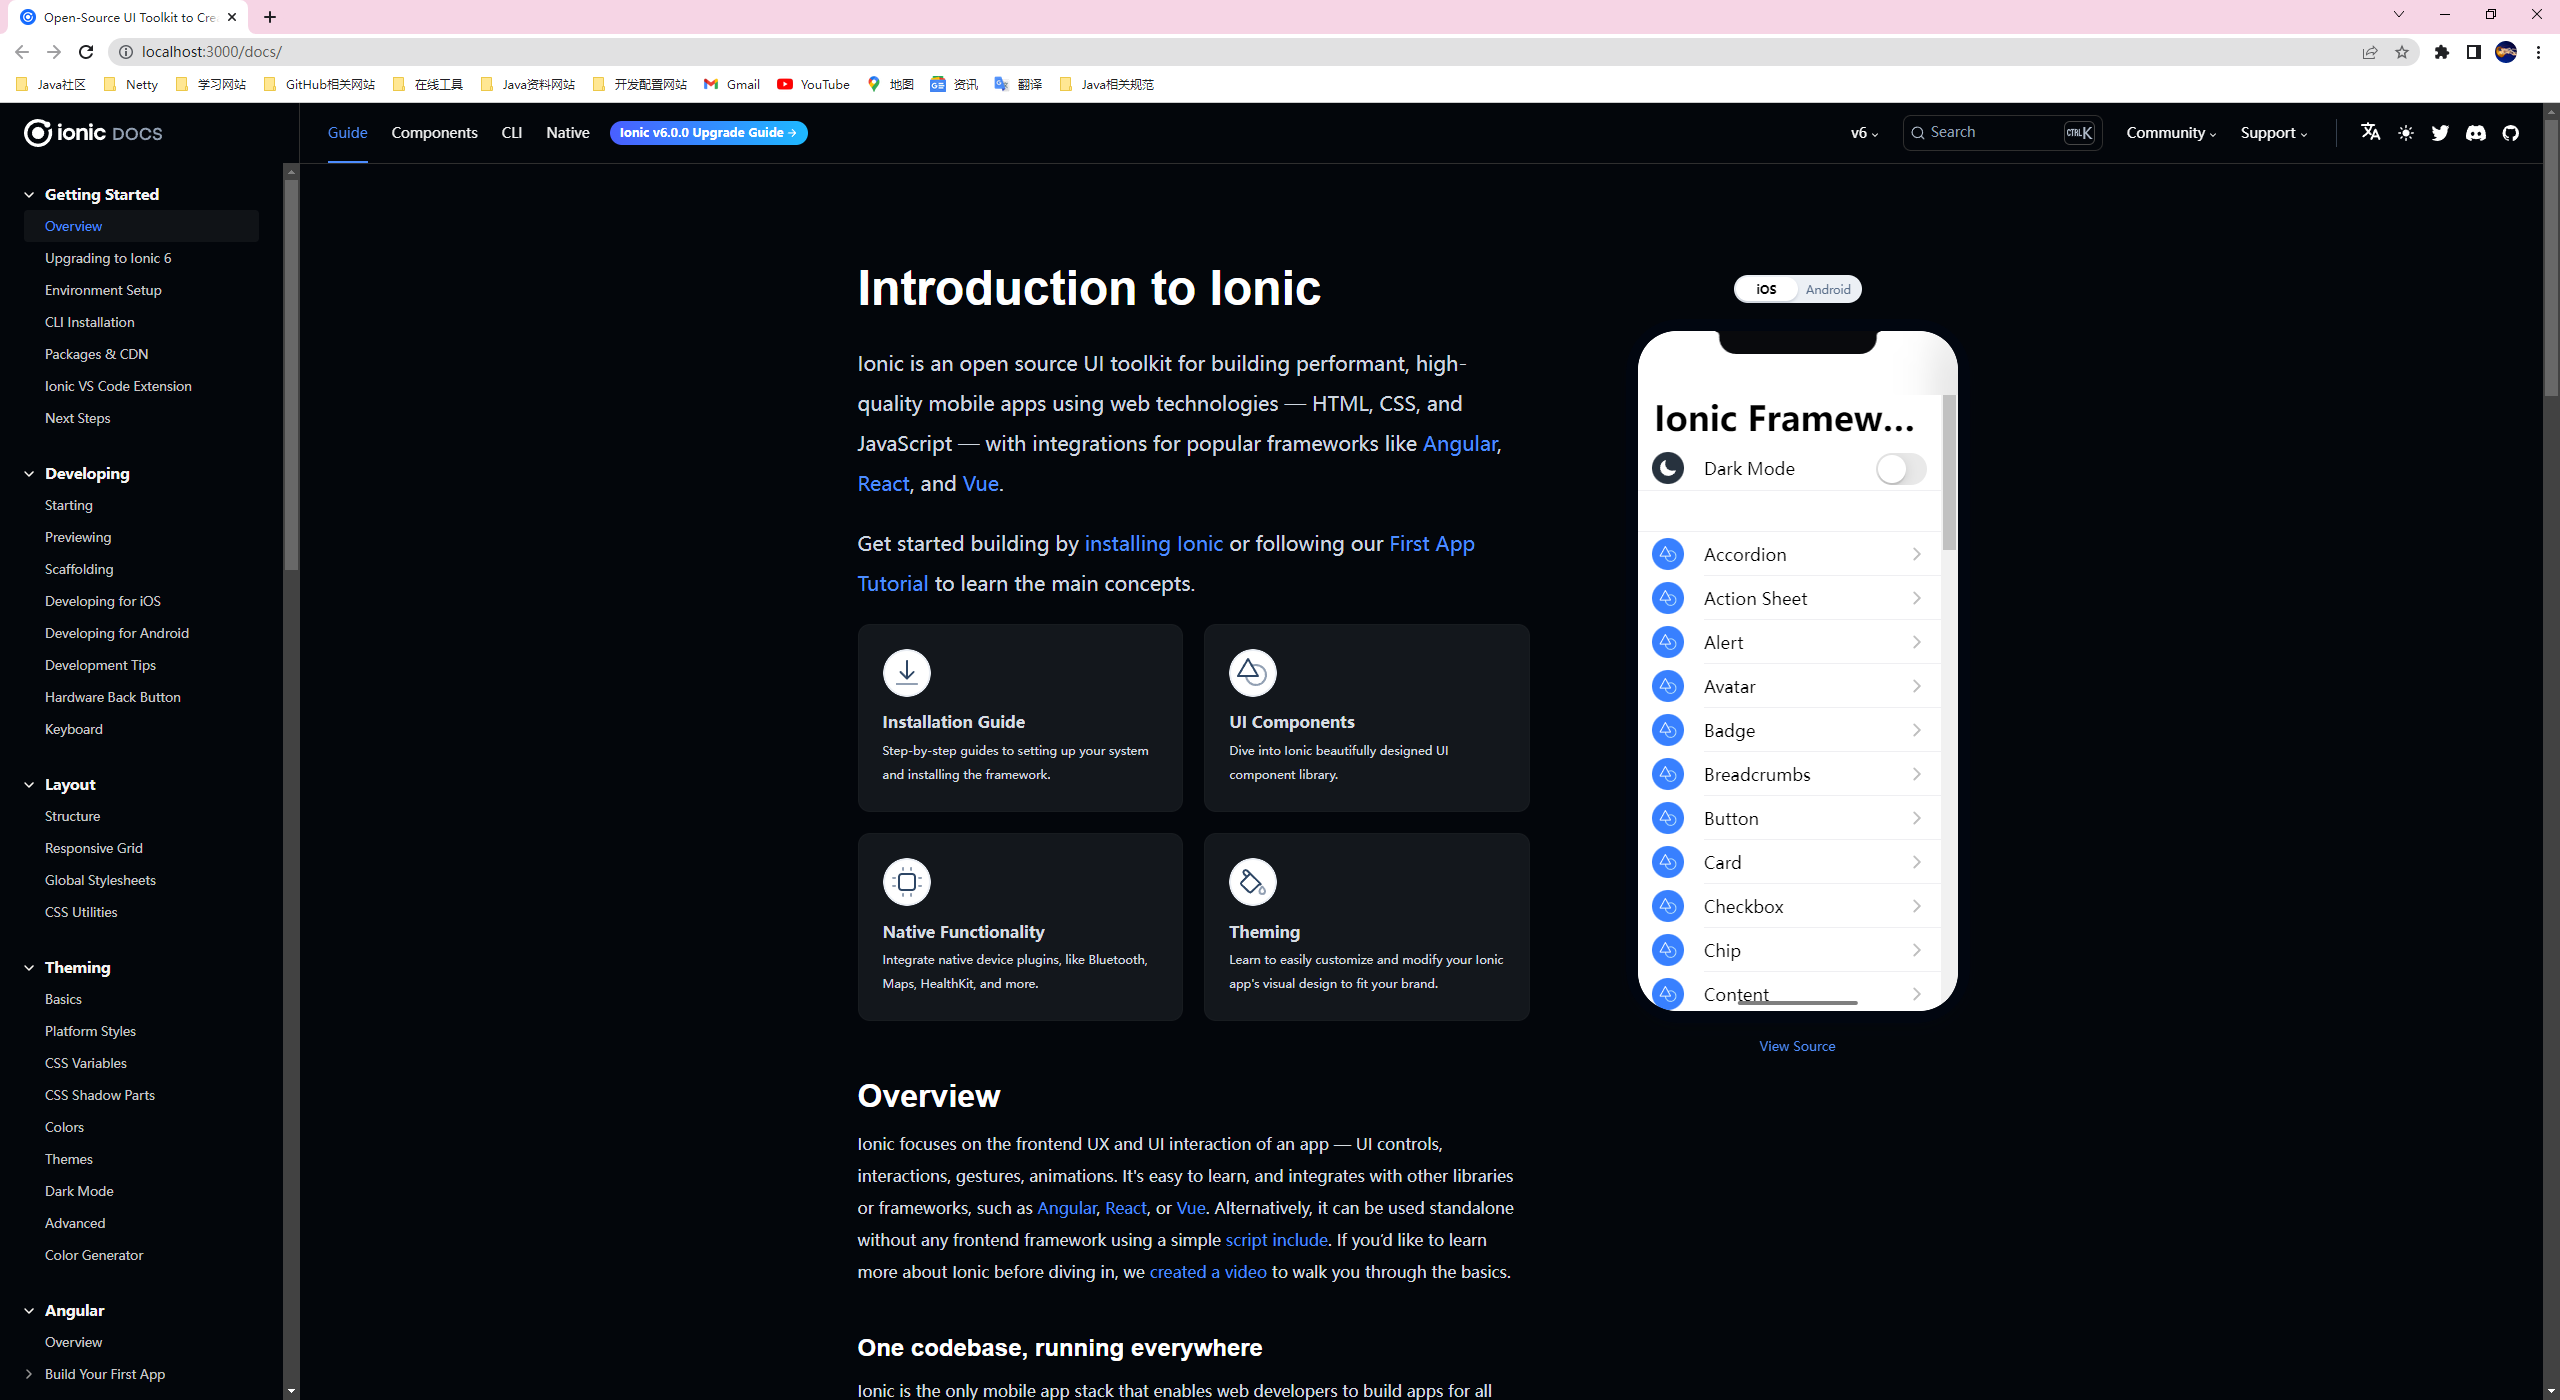 Open-Source UI Toolkit to Cre
localhost:3000/docs/
Java社区
Netty
学习网站
GitHub相关网站
在线工具
Java资料网站
开发配置网站
Gmail
YouTube
地图
资讯
翻译
Java相关规范
ionic DOCS
Guide
Components
CLI
Native
Ionic v6.0.0 Upgrade Guide →
v6
Search
CTRL K
Community
Support
Getting Started
Overview
Upgrading to Ionic 6
Environment Setup
CLI Installation
Packages & CDN
Ionic VS Code Extension
Next Steps
Developing
Starting
Previewing
Scaffolding
Developing for iOS
Developing for Android
Development Tips
Hardware Back Button
Keyboard
Layout
Structure
Responsive Grid
Global Stylesheets
CSS Utilities
Theming
Basics
Platform Styles
CSS Variables
CSS Shadow Parts
Colors
Themes
Dark Mode
Advanced
Color Generator
Angular
Overview
Build Your First App
Introduction to Ionic
Ionic is an open source UI toolkit for building performant, high-
quality mobile apps using web technologies — HTML, CSS, and
JavaScript — with integrations for popular frameworks like Angular,
React, and Vue.
Get started building by installing Ionic or following our First App
Tutorial to learn the main concepts.
Installation Guide
Step-by-step guides to setting up your system
and installing the framework.
UI Components
Dive into Ionic beautifully designed UI
component library.
Native Functionality
Integrate native device plugins, like Bluetooth,
Maps, HealthKit, and more.
Theming
Learn to easily customize and modify your Ionic
app's visual design to fit your brand.
Overview
Ionic focuses on the frontend UX and UI interaction of an app — UI controls,
interactions, gestures, animations. It's easy to learn, and integrates with other libraries
or frameworks, such as Angular, React, or Vue. Alternatively, it can be used standalone
without any frontend framework using a simple script include. If you'd like to learn
more about Ionic before diving in, we created a video to walk you through the basics.
One codebase, running everywhere
Ionic is the only mobile app stack that enables web developers to build apps for all
iOS
Android
Ionic Framew...
Dark Mode
Accordion
Action Sheet
Alert
Avatar
Badge
Breadcrumbs
Button
Card
Checkbox
Chip
Content
View Source